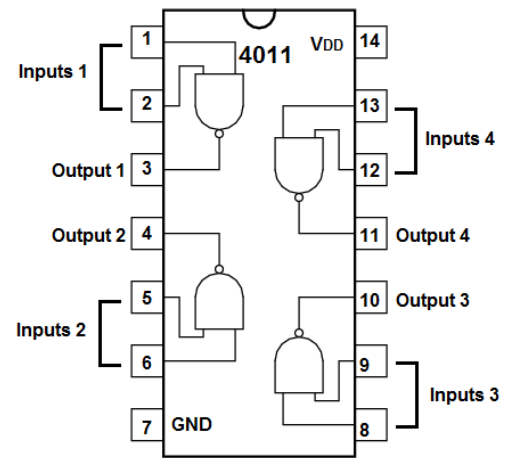 1
4011
VDD
14
Inputs 1
2
13
Inputs 4
Output 1
3
12
Output 2
4
11
Output 4
5
10
Output 3
Inputs 2
6
9
Inputs 3
7
GND
8